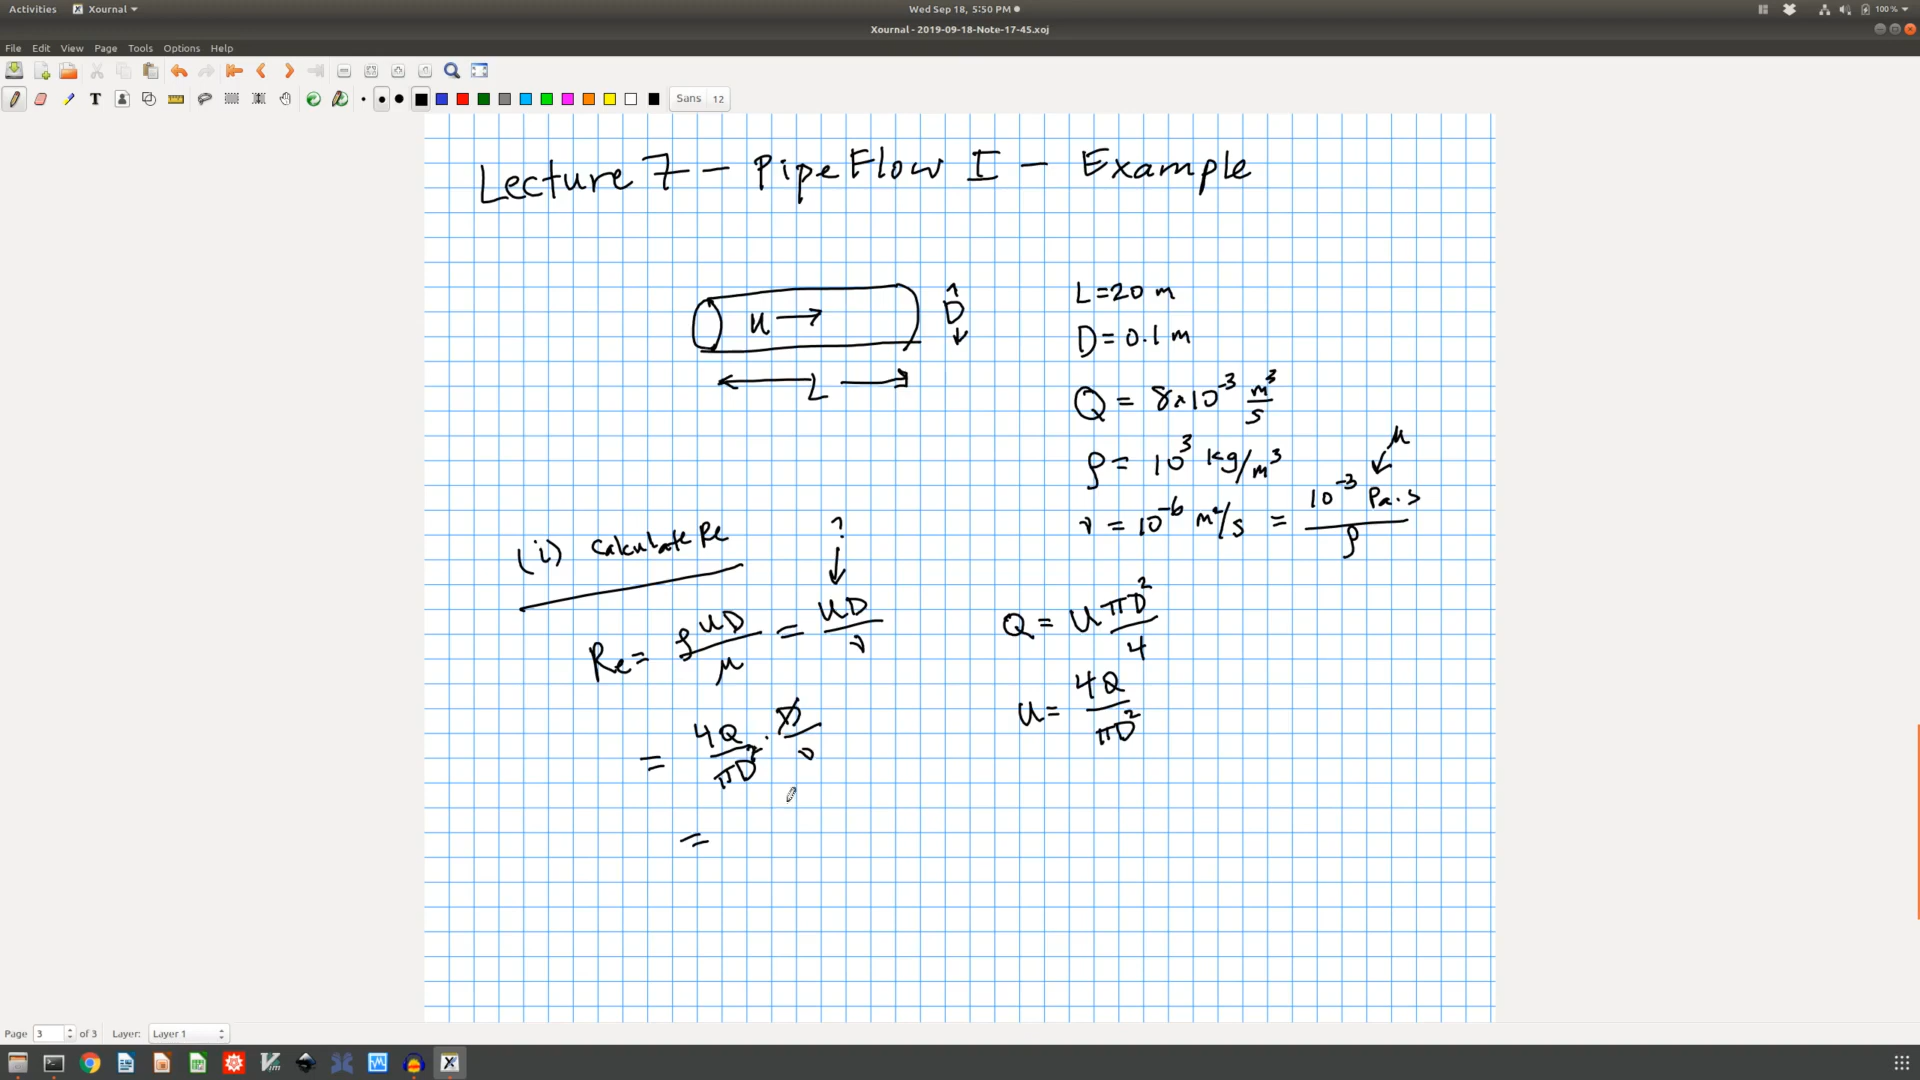 Activities Xournal Wed Sep 18, 5:50 PM 100 %
Xournal - 2019-09-18-Note-17-45.xoj
File Edit View Page Tools Options Help
T Sans 12
Lecture 7 - Pipe Flow I - Example
u →
D
L
L = 20 m
D = 0.1 m
Q = 8×10⁻³ m³/s
ρ = 10³ kg/m³
μ
ν = 10⁻⁶ m²/s = 10⁻³ Pa.s / ρ
(i) Calculate Re
?
Re = ρ uD / μ = uD / ν
= 4Q / πD² · D / ν
=
Q = u πD² / 4
u = 4Q / πD²
Page 3 of 3 Layer: Layer 1